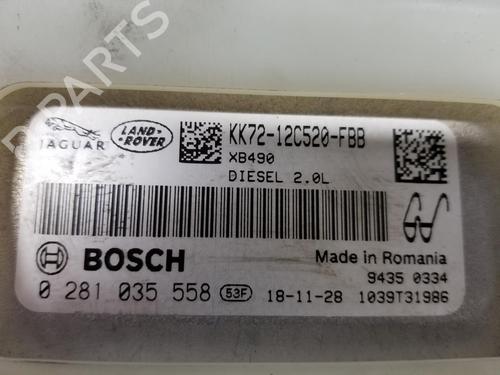 B PARTS
JAGUAR
LAND-
ROVER
KK72-12C520-FBB
XB490
DIESEL 2.0L
BOSCH
Made in Romania
9435 0334
0 281 035 558 53F 18-11-28 1039T31986